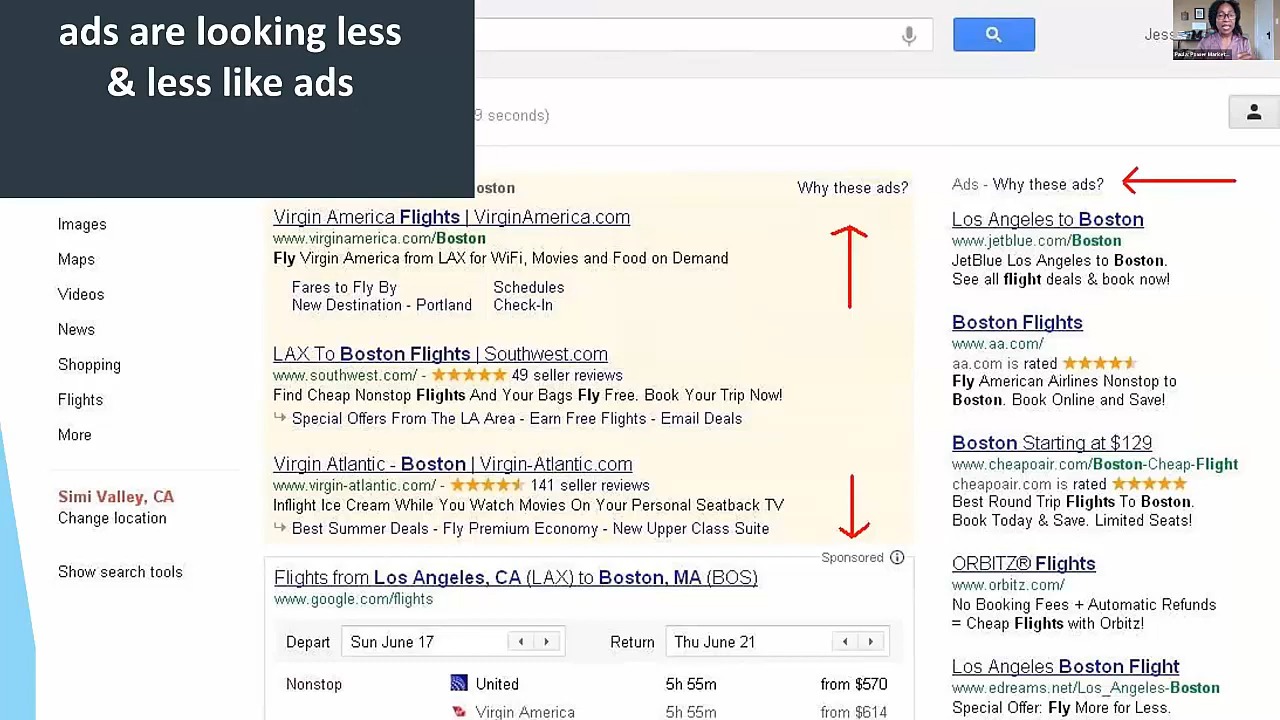 ads are looking less
& less like ads
Jess
9 seconds)
oston
Why these ads?
Images
Maps
Videos
News
Shopping
Flights
More
Simi Valley, CA
Change location
Show search tools
Virgin America Flights | VirginAmerica.com
www.virginamerica.com/Boston
Fly Virgin America from LAX for WiFi, Movies and Food on Demand
Fares to Fly By Schedules
New Destination - Portland Check-In
LAX To Boston Flights | Southwest.com
www.southwest.com/ - 49 seller reviews
Find Cheap Nonstop Flights And Your Bags Fly Free. Book Your Trip Now!
Special Offers From The LA Area - Earn Free Flights - Email Deals
Virgin Atlantic - Boston | Virgin-Atlantic.com
www.virgin-atlantic.com/ - 141 seller reviews
Inflight Ice Cream While You Watch Movies On Your Personal Seatback TV
Best Summer Deals - Fly Premium Economy - New Upper Class Suite
Sponsored
Flights from Los Angeles, CA (LAX) to Boston, MA (BOS)
www.google.com/flights
Depart Sun June 17 Return Thu June 21
Nonstop United 5h 55m from $570
Virgin America 5h 55m from $614
Ads - Why these ads?
Los Angeles to Boston
www.jetblue.com/Boston
JetBlue Los Angeles to Boston.
See all flight deals & book now!
Boston Flights
www.aa.com/
aa.com is rated
Fly American Airlines Nonstop to
Boston. Book Online and Save!
Boston Starting at $129
www.cheapoair.com/Boston-Cheap-Flight
cheapoair.com is rated
Best Round Trip Flights To Boston.
Book Today & Save. Limited Seats!
ORBITZ® Flights
www.orbitz.com/
No Booking Fees + Automatic Refunds
= Cheap Flights with Orbitz!
Los Angeles Boston Flight
www.edreams.net/Los_Angeles-Boston
Special Offer: Fly More for Less.